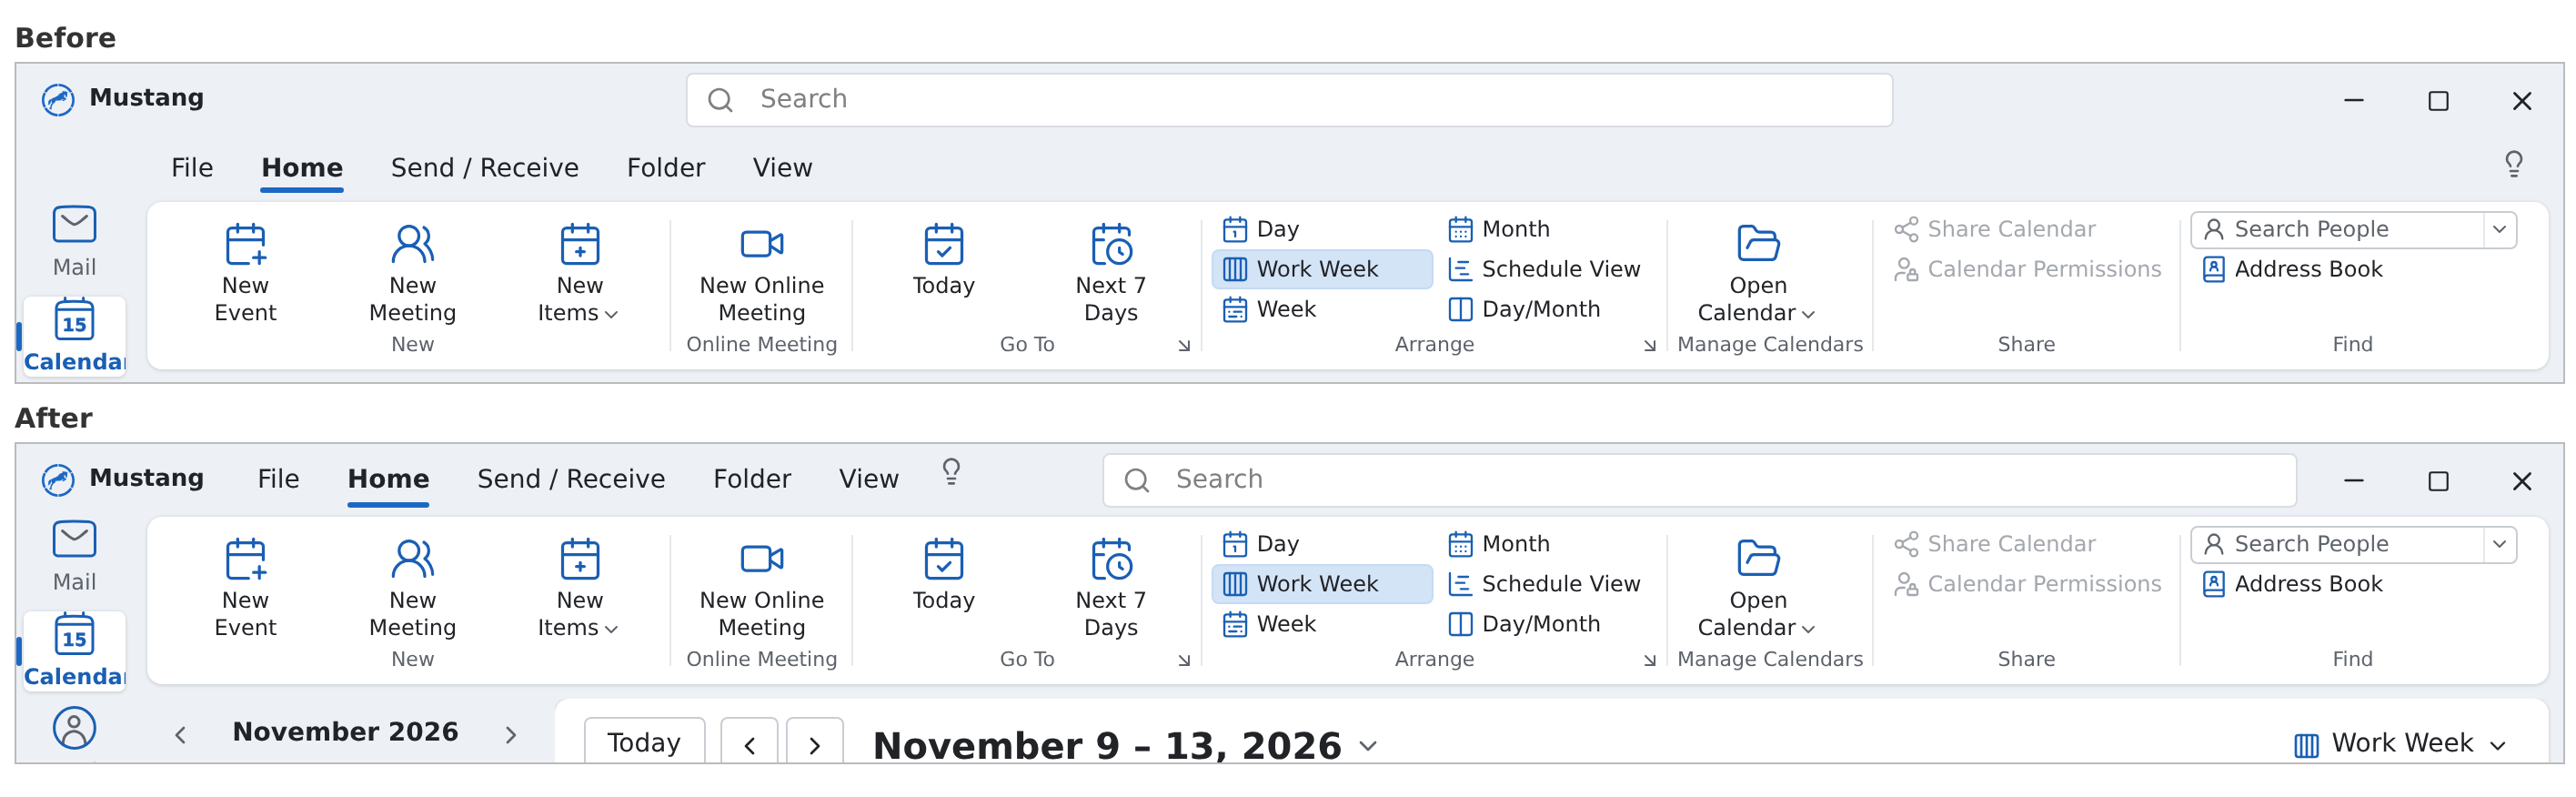 Before
Mustang
Search
File Home Send / Receive Folder View
Mail
15
Calendar
New Event
New Meeting
New Items
New
New Online Meeting
Online Meeting
Today
Next 7 Days
Go To
Day
Work Week
Week
Month
Schedule View
Day/Month
Arrange
Open Calendar
Manage Calendars
Share Calendar
Calendar Permissions
Share
Search People
Address Book
Find
After
Mustang File Home Send / Receive Folder View
Search
Mail
15
Calendar
New Event
New Meeting
New Items
New
New Online Meeting
Online Meeting
Today
Next 7 Days
Go To
Day
Work Week
Week
Month
Schedule View
Day/Month
Arrange
Open Calendar
Manage Calendars
Share Calendar
Calendar Permissions
Share
Search People
Address Book
Find
November 2026
Today
November 9 – 13, 2026
Work Week